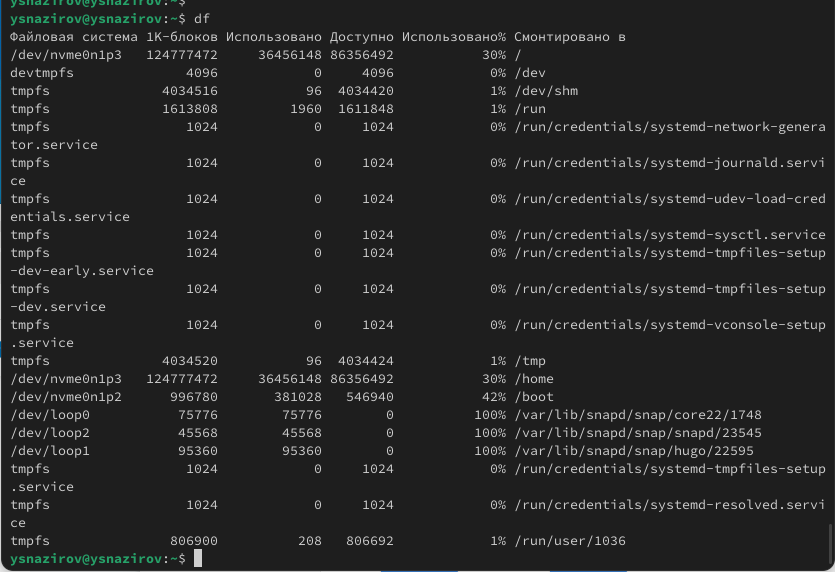 ysnazirov@ysnazirov:~$
ysnazirov@ysnazirov:~$ df
Файловая система 1K-блоков Использовано Доступно Использовано% Смонтировано в
/dev/nvme0n1p3   124777472     36456148 86356492           30% /
devtmpfs              4096            0     4096            0% /dev
tmpfs              4034516           96  4034420            1% /dev/shm
tmpfs              1613808         1960  1611848            1% /run
tmpfs                 1024            0     1024            0% /run/credentials/systemd-network-genera
tor.service
tmpfs                 1024            0     1024            0% /run/credentials/systemd-journald.servi
ce
tmpfs                 1024            0     1024            0% /run/credentials/systemd-udev-load-cred
entials.service
tmpfs                 1024            0     1024            0% /run/credentials/systemd-sysctl.service
tmpfs                 1024            0     1024            0% /run/credentials/systemd-tmpfiles-setup
-dev-early.service
tmpfs                 1024            0     1024            0% /run/credentials/systemd-tmpfiles-setup
-dev.service
tmpfs                 1024            0     1024            0% /run/credentials/systemd-vconsole-setup
.service
tmpfs              4034520           96  4034424            1% /tmp
/dev/nvme0n1p3   124777472     36456148 86356492           30% /home
/dev/nvme0n1p2      996780       381028   546940           42% /boot
/dev/loop0           75776        75776        0          100% /var/lib/snapd/snap/core22/1748
/dev/loop2           45568        45568        0          100% /var/lib/snapd/snap/snapd/23545
/dev/loop1           95360        95360        0          100% /var/lib/snapd/snap/hugo/22595
tmpfs                 1024            0     1024            0% /run/credentials/systemd-tmpfiles-setup
.service
tmpfs                 1024            0     1024            0% /run/credentials/systemd-resolved.servi
ce
tmpfs               806900          208   806692            1% /run/user/1036
ysnazirov@ysnazirov:~$